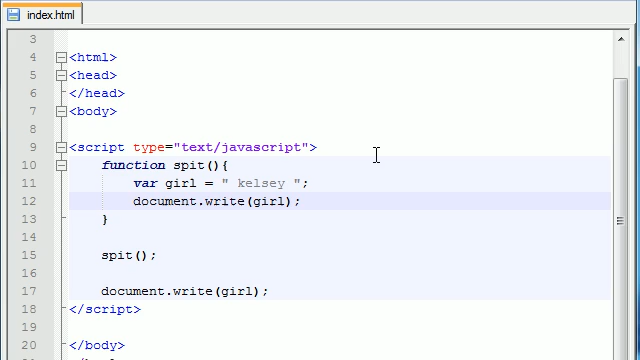 index.html
3
4 <html>
5 <head>
6 </head>
7 <body>
8
9 <script type="text/javascript">
10 function spit(){
11 var girl = " kelsey ";
12 document.write(girl);
13 }
14
15 spit();
16
17 document.write(girl);
18 </script>
19
20 </body>